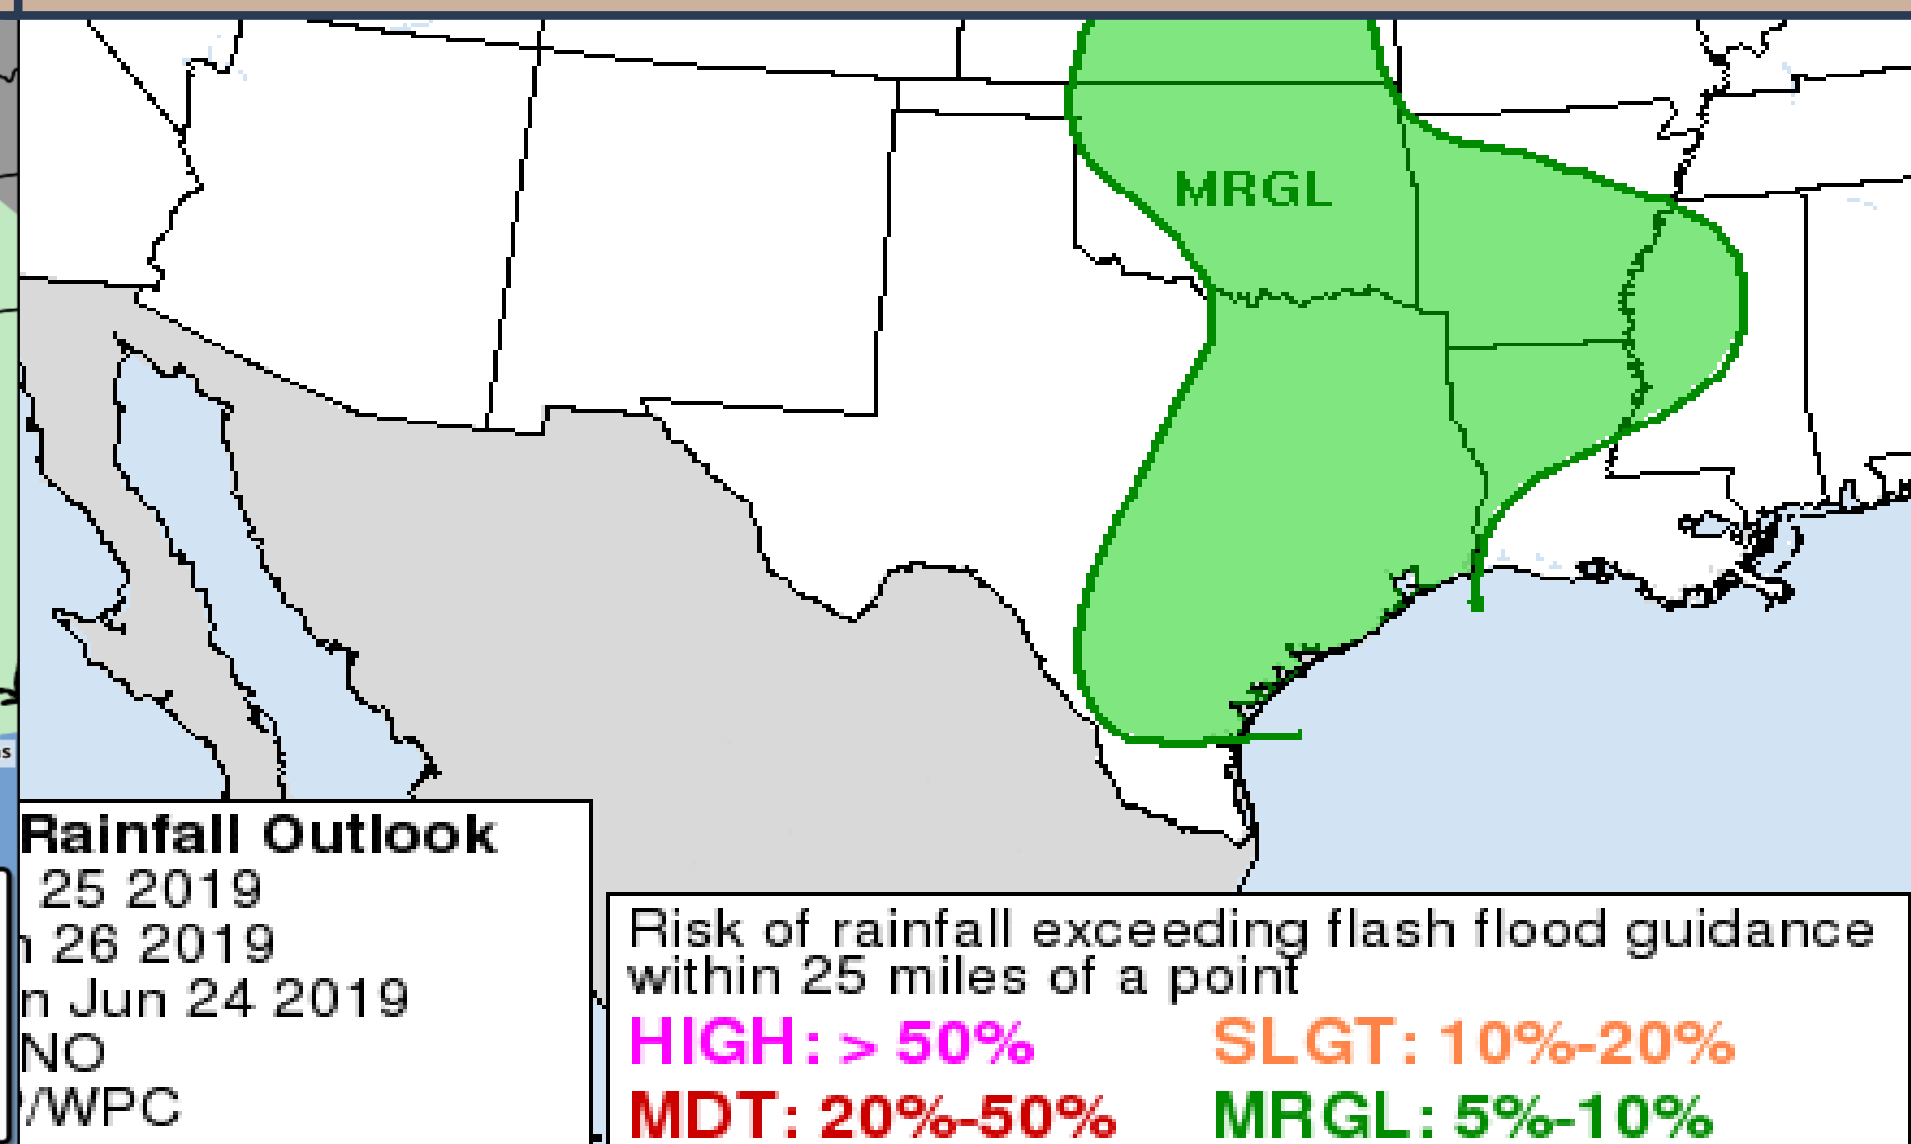 MRGL
Rainfall Outlook
25 2019
26 2019
Jun 24 2019
/WPC
Risk of rainfall exceeding flash flood guidance
within 25 miles of a point
HIGH: > 50%
SLGT: 10%-20%
MDT: 20%-50%
MRGL: 5%-10%